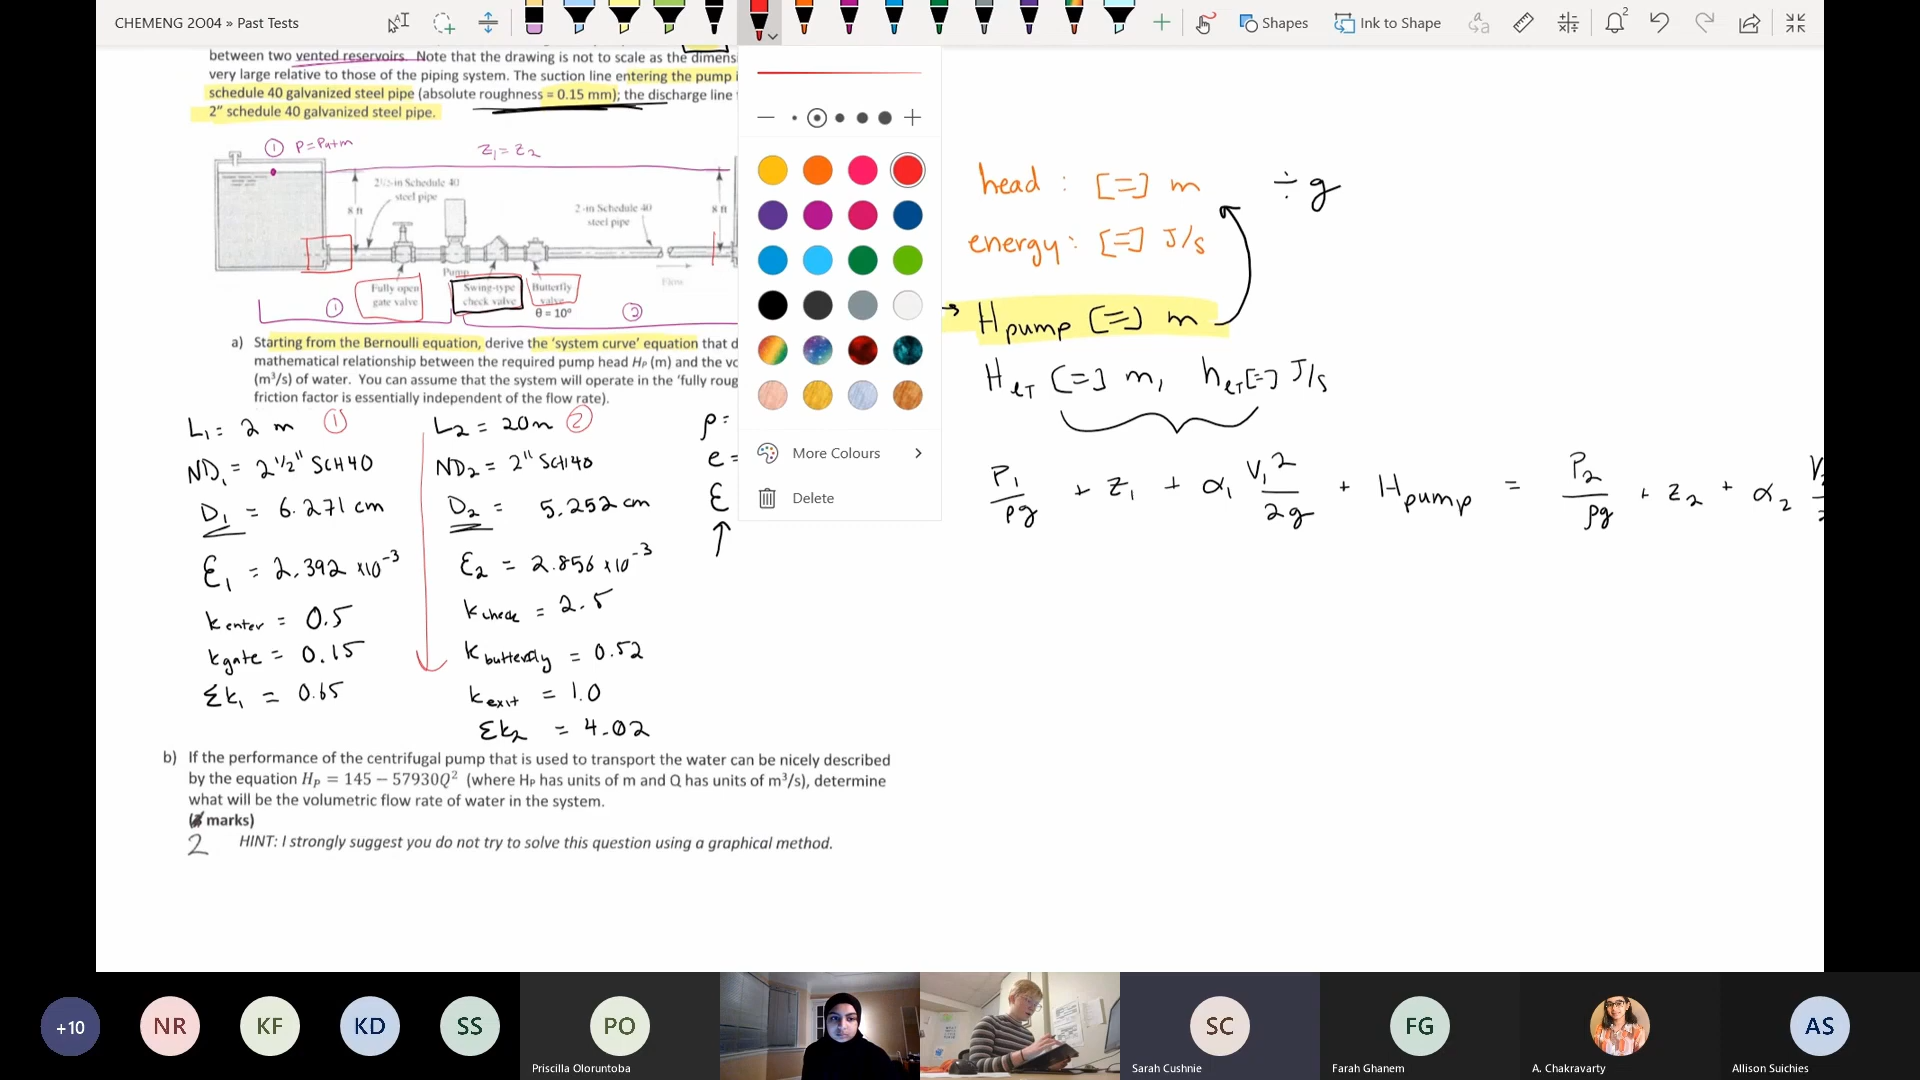 CHEMENG 2O04 » Past Tests
Shapes
Ink to Shape
2
between two vented reservoirs. Note that the drawing is not to scale as the dimens
very large relative to those of the piping system. The suction line entering the pump i
schedule 40 galvanized steel pipe (absolute roughness = 0.15 mm); the discharge line
2" schedule 40 galvanized steel pipe.
① P=Patm
Z₁ = Z₂
2½-in Schedule 40
steel pipe
8 ft
2-in Schedule 40
steel pipe
8 ft
Pump
Flow
Fully open
gate valve
Swing-type
check valve
Butterfly
valve
θ = 10°
①
②
a) Starting from the Bernoulli equation, derive the 'system curve' equation that d
mathematical relationship between the required pump head Hₚ (m) and the vo
(m³/s) of water. You can assume that the system will operate in the 'fully roug
friction factor is essentially independent of the flow rate).
L₁ = 2 m ①
ND₁ = 2 1/2" SCH40
D₁ = 6.271 cm
ε₁ = 2.392 x10⁻³
k enter = 0.5
k gate = 0.15
Σk₁ = 0.65
L₂ = 20m ②
ND₂ = 2" SCH40
D₂ = 5.252 cm
ε₂ = 2.856 x10⁻³
k check = 2.5
k butterfly = 0.52
k exit = 1.0
Σk₂ = 4.02
ρ =
e =
ε
More Colours
Delete
head : [=] m ÷ g
energy: [=] J/s
H pump [=] m
H eT [=] m, h eT [=] J/s
P₁/ρg + Z₁ + α₁ V₁²/2g + H pump = P₂/ρg + Z₂ + α₂ V
b) If the performance of the centrifugal pump that is used to transport the water can be nicely described
by the equation Hₚ = 145 − 57930Q² (where Hₚ has units of m and Q has units of m³/s), determine
what will be the volumetric flow rate of water in the system.
marks)
2 HINT: I strongly suggest you do not try to solve this question using a graphical method.
+10
NR
KF
KD
SS
PO
SC
FG
AS
Priscilla Oloruntoba
Sarah Cushnie
Farah Ghanem
A. Chakravarty
Allison Suichies